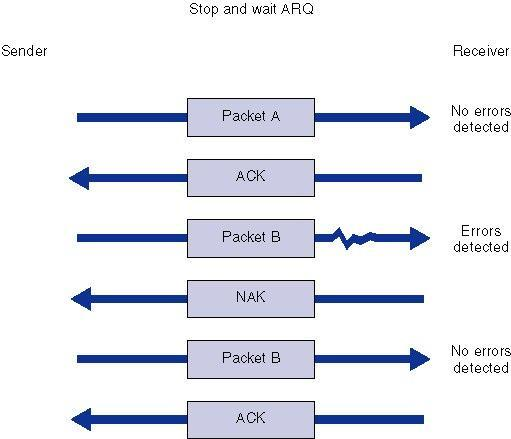 Stop and wait ARQ
Sender
Receiver
Packet A
No errors
detected
ACK
Packet B
Errors
detected
NAK
Packet B
No errors
detected
ACK